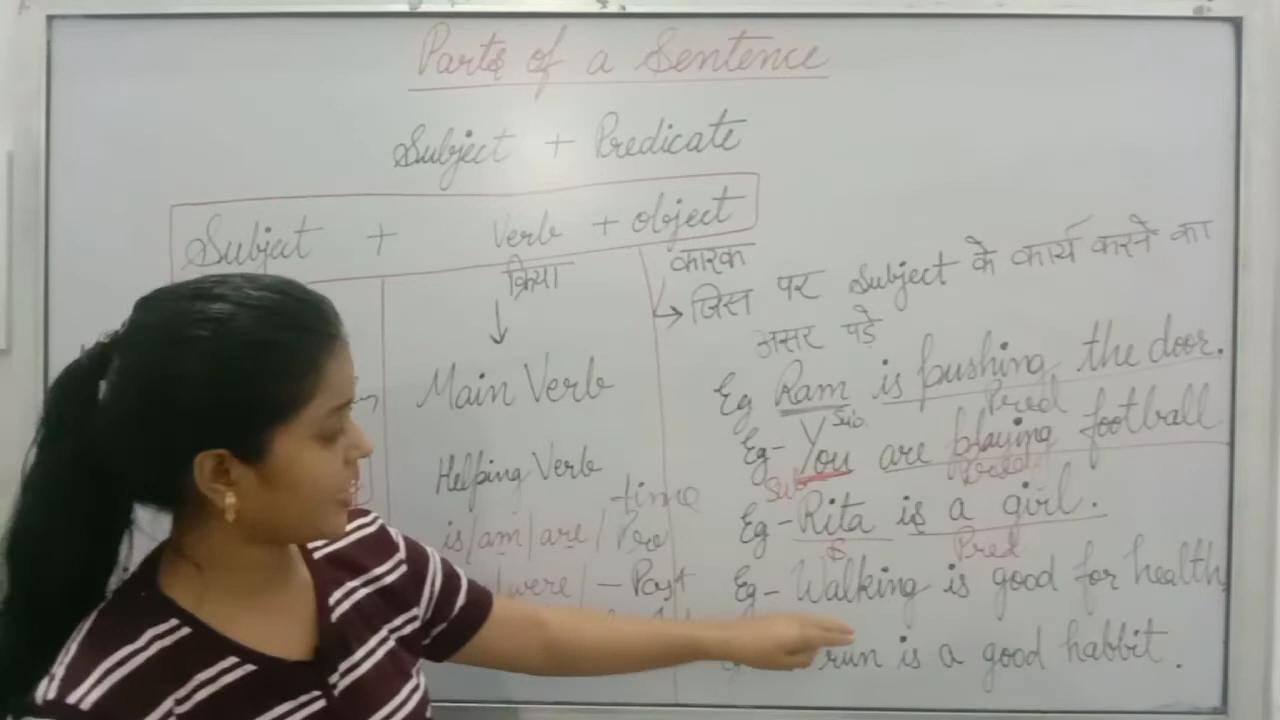 Parts of a Sentence
Subject + Predicate
Subject + Verb + object
क्रिया
कारक
→ जिस पर Subject के कार्य करने का
असर पड़े
Main Verb
Helping Verb
time
is/am/are/ Pre
were/ – Past
Eg Ram is pushing the door.
Sub. Pred
Eg- You are playing football
Sub Pred
Eg- Rita is a girl.
S Pred
Eg- Walking is good for health
run is a good habbit.